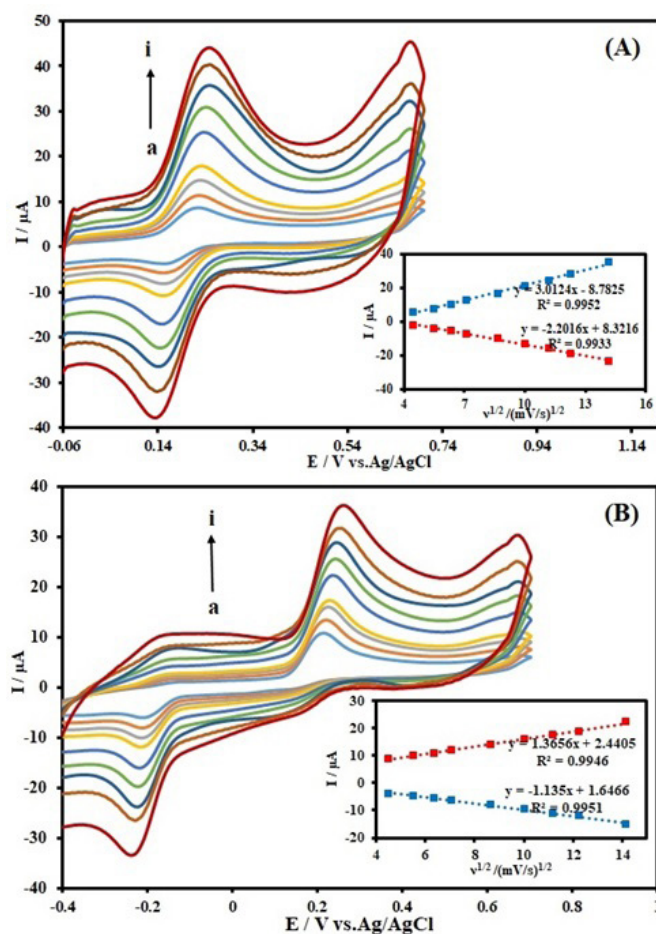 50
40
30
20
10
0
-10
-20
-30
-40
I / µA
i
a
(A)
-0.06
0.14
0.34
0.54
0.74
0.94
1.14
E / V vs.Ag/AgCl
40
20
0
-20
-40
I / µA
y = 3.0124x - 8.7825
R² = 0.9952
y = -2.2016x + 8.3216
R² = 0.9933
4
7
10
13
16
ν1/2 /(mV/s)1/2
40
30
20
10
0
-10
-20
-30
-40
I / µA
i
a
(B)
-0.4
-0.2
0
0.2
0.4
0.6
0.8
E / V vs.Ag/AgCl
30
20
10
0
-10
-20
I / µA
y = 1.3656x + 2.4405
R² = 0.9946
y = -1.135x + 1.6466
R² = 0.9951
4
6
8
10
12
14
ν1/2 /(mV/s)1/2